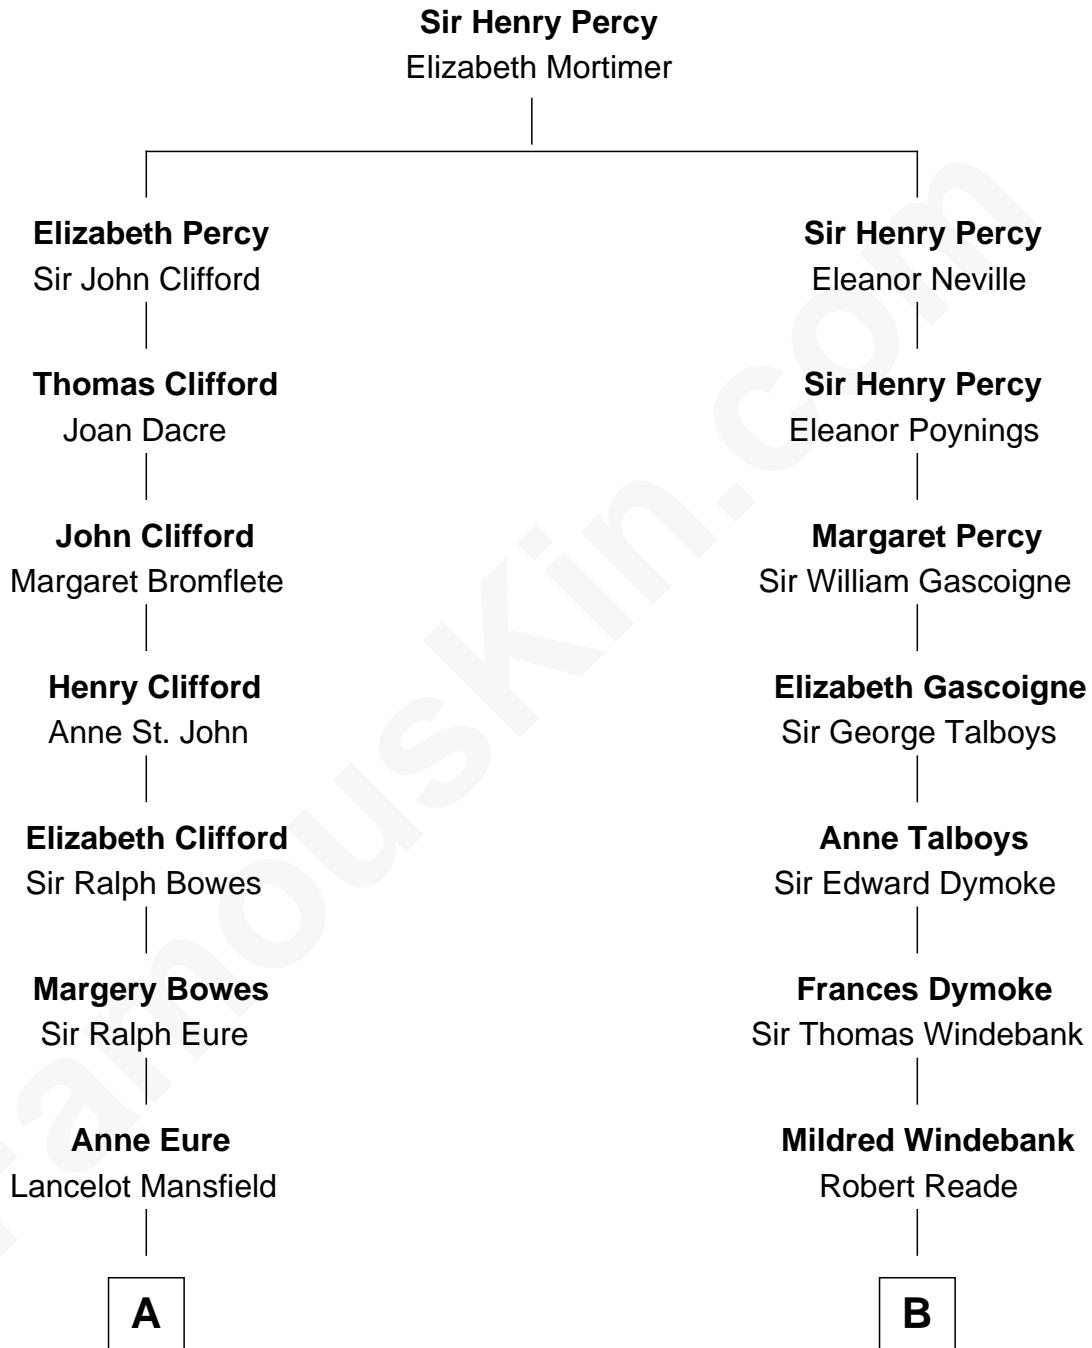 Sir Henry Percy
Elizabeth Mortimer
Elizabeth Percy
Sir John Clifford
Sir Henry Percy
Eleanor Neville
Thomas Clifford
Joan Dacre
Sir Henry Percy
Eleanor Poynings
John Clifford
Margaret Bromflete
Margaret Percy
Sir William Gascoigne
Henry Clifford
Anne St. John
Elizabeth Gascoigne
Sir George Talboys
Elizabeth Clifford
Sir Ralph Bowes
Anne Talboys
Sir Edward Dymoke
Margery Bowes
Sir Ralph Eure
Frances Dymoke
Sir Thomas Windebank
Anne Eure
Lancelot Mansfield
Mildred Windebank
Robert Reade
A
B
FamousKin.com